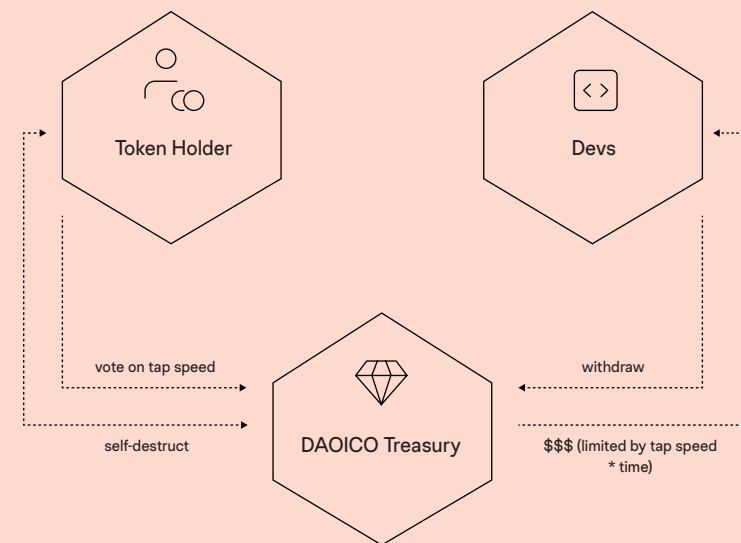 Token Holder
Devs
vote on tap speed
withdraw
self-destruct
DAOICO Treasury
$$$ (limited by tap speed
* time)